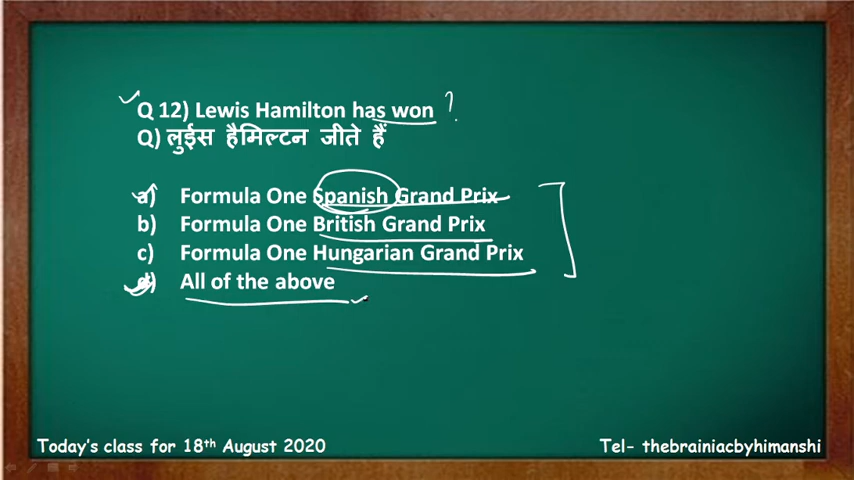 Q 12) Lewis Hamilton has won ?
Q) लुईस हैमिल्टन जीते हैं
a) Formula One Spanish Grand Prix
b) Formula One British Grand Prix
c) Formula One Hungarian Grand Prix
d) All of the above
Today's class for 18th August 2020
Tel- thebrainiacbyhimanshi